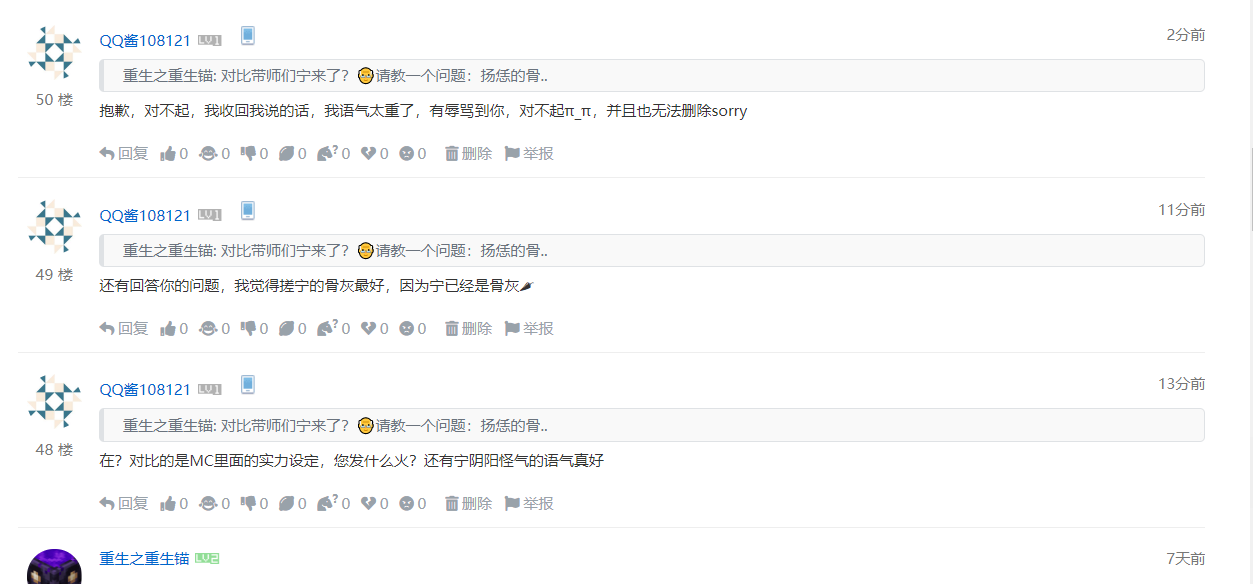 QQ酱108121 LV1 2分前
重生之重生锚: 对比带师们宁来了？👴请教一个问题：扬恁的骨..
50 楼
抱歉，对不起，我收回我说的话，我语气太重了，有辱骂到你，对不起π_π，并且也无法删除sorry
回复 0 0 0 0 ? 0 0 0 删除 举报
QQ酱108121 LV1 11分前
重生之重生锚: 对比带师们宁来了？👴请教一个问题：扬恁的骨..
49 楼
还有回答你的问题，我觉得搓宁的骨灰最好，因为宁已经是骨灰🌶
回复 0 0 0 0 ? 0 0 0 删除 举报
QQ酱108121 LV1 13分前
重生之重生锚: 对比带师们宁来了？👴请教一个问题：扬恁的骨..
48 楼
在？对比的是MC里面的实力设定，您发什么火？还有宁阴阳怪气的语气真好
回复 0 0 0 0 ? 0 0 0 删除 举报
重生之重生锚 LV2 7天前